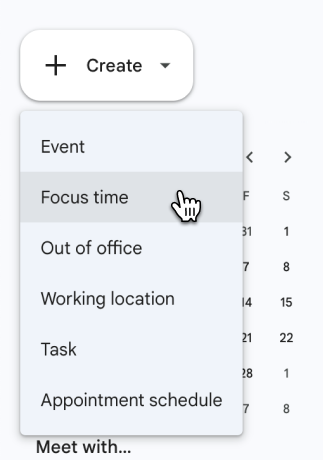 Create
Event
Focus time
F S
31 1
Out of office
7 8
Working location
14 15
Task
21 22
28 1
Appointment schedule
7 8
Meet with...